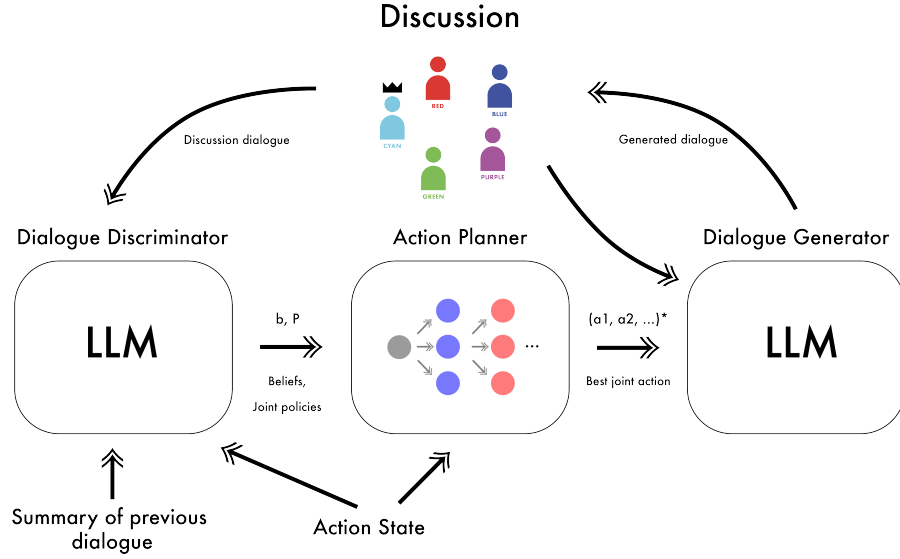 Discussion
RED
BLUE
CYAN
PURPLE
GREEN
Discussion dialogue
Generated dialogue
Dialogue Discriminator
Action Planner
Dialogue Generator
LLM
b, P
Beliefs,
Joint policies
...
(a1, a2, ...)*
Best joint action
LLM
Summary of previous
dialogue
Action State